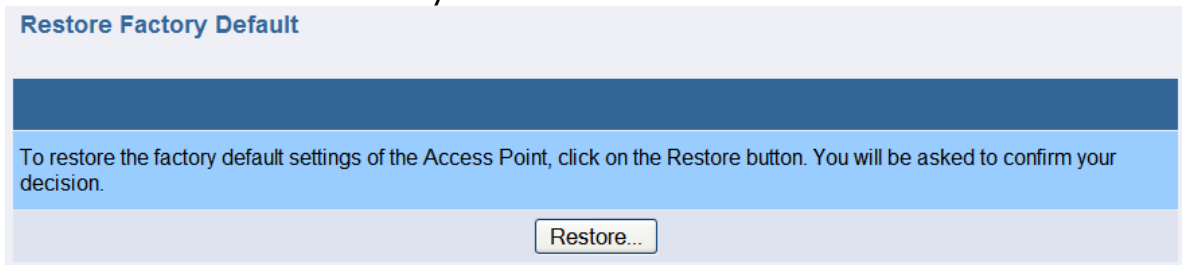 Restore Factory Default
To restore the factory default settings of the Access Point, click on the Restore button. You will be asked to confirm your
decision.
Restore...